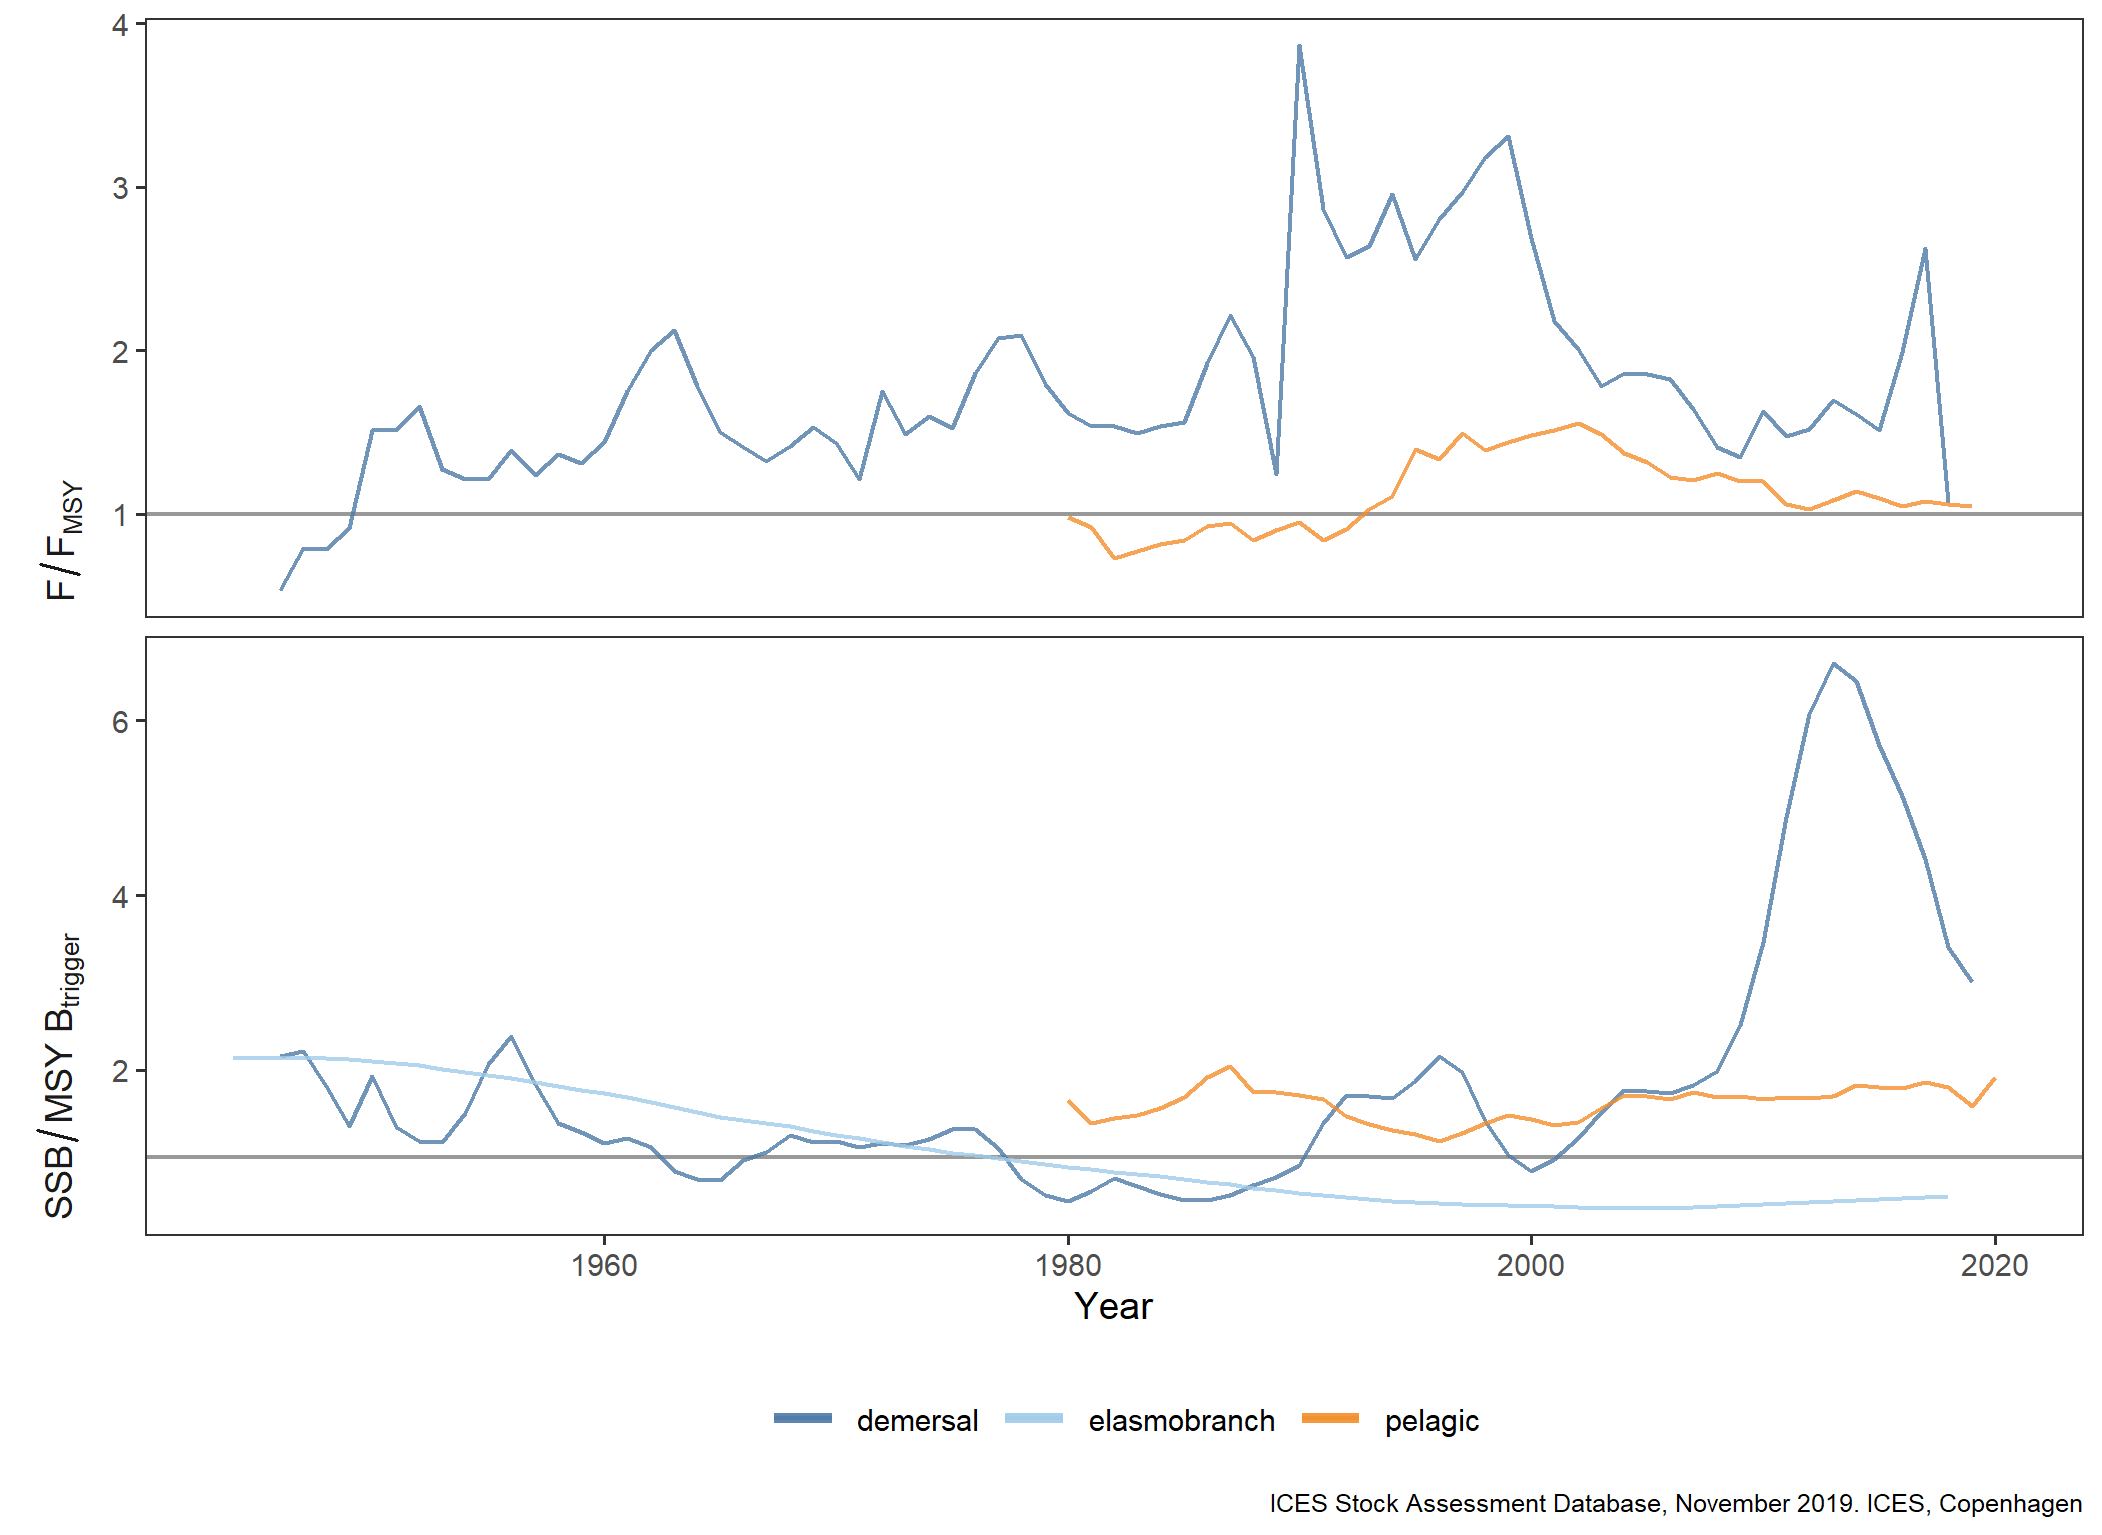 4
3
2
1
F/FMSY
6
4
2
SSB/MSY Btrigger
1960 1980 2000 2020
Year
demersal elasmobranch pelagic
ICES Stock Assessment Database, November 2019. ICES, Copenhagen